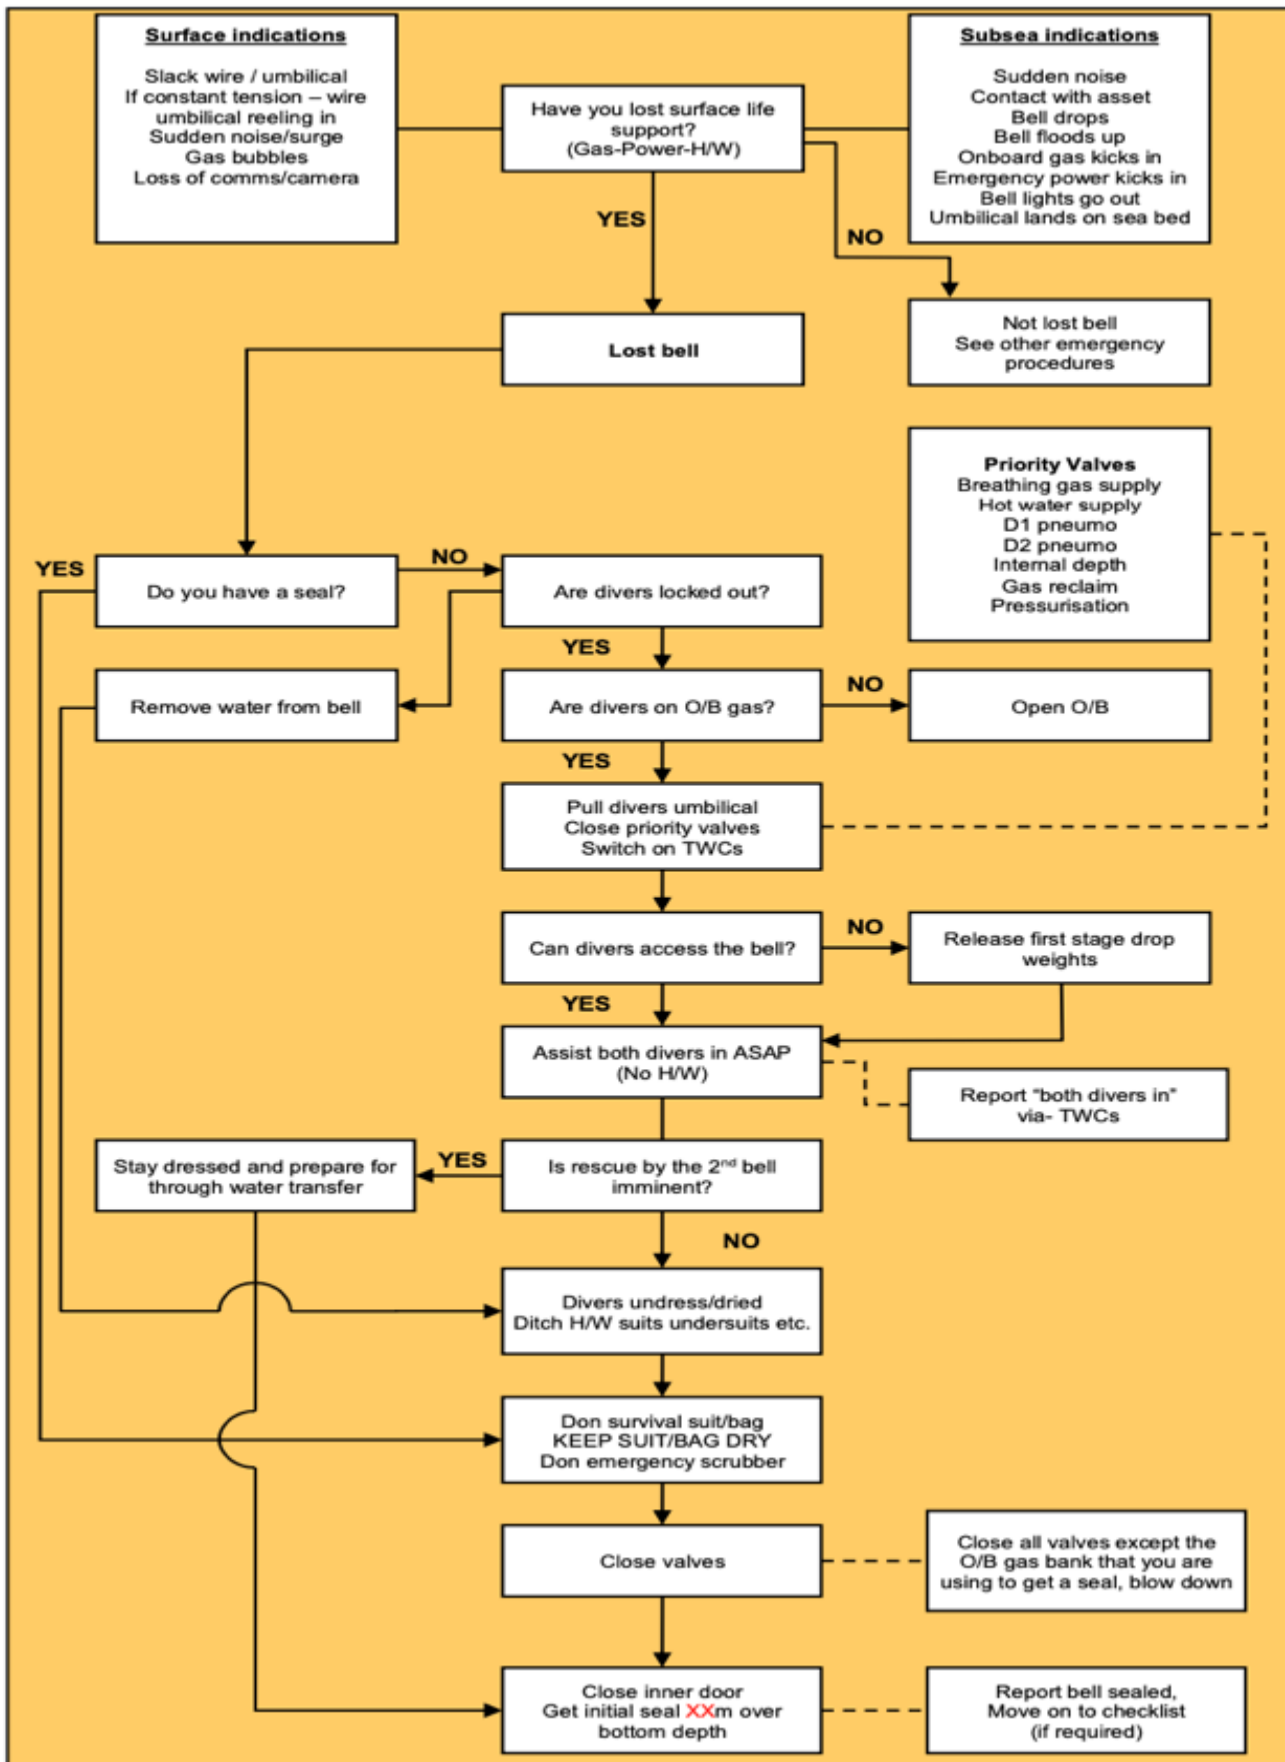 Surface indications
Slack wire / umbilical
If constant tension – wire
umbilical reeling in
Sudden noise/surge
Gas bubbles
Loss of comms/camera
Have you lost surface life
support?
(Gas-Power-H/W)
Subsea indications
Sudden noise
Contact with asset
Bell drops
Bell floods up
Onboard gas kicks in
Emergency power kicks in
Bell lights go out
Umbilical lands on sea bed
YES
NO
Lost bell
Not lost bell
See other emergency
procedures
Priority Valves
Breathing gas supply
Hot water supply
D1 pneumo
D2 pneumo
Internal depth
Gas reclaim
Pressurisation
YES
Do you have a seal?
NO
Are divers locked out?
YES
Remove water from bell
Are divers on O/B gas?
NO
Open O/B
YES
Pull divers umbilical
Close priority valves
Switch on TWCs
Can divers access the bell?
NO
Release first stage drop
weights
YES
Assist both divers in ASAP
(No H/W)
Report “both divers in”
via- TWCs
Stay dressed and prepare for
through water transfer
YES
Is rescue by the 2nd bell
imminent?
NO
Divers undress/dried
Ditch H/W suits undersuits etc.
Don survival suit/bag
KEEP SUIT/BAG DRY
Don emergency scrubber
Close valves
Close all valves except the
O/B gas bank that you are
using to get a seal, blow down
Close inner door
Get initial seal XXm over
bottom depth
Report bell sealed,
Move on to checklist
(if required)